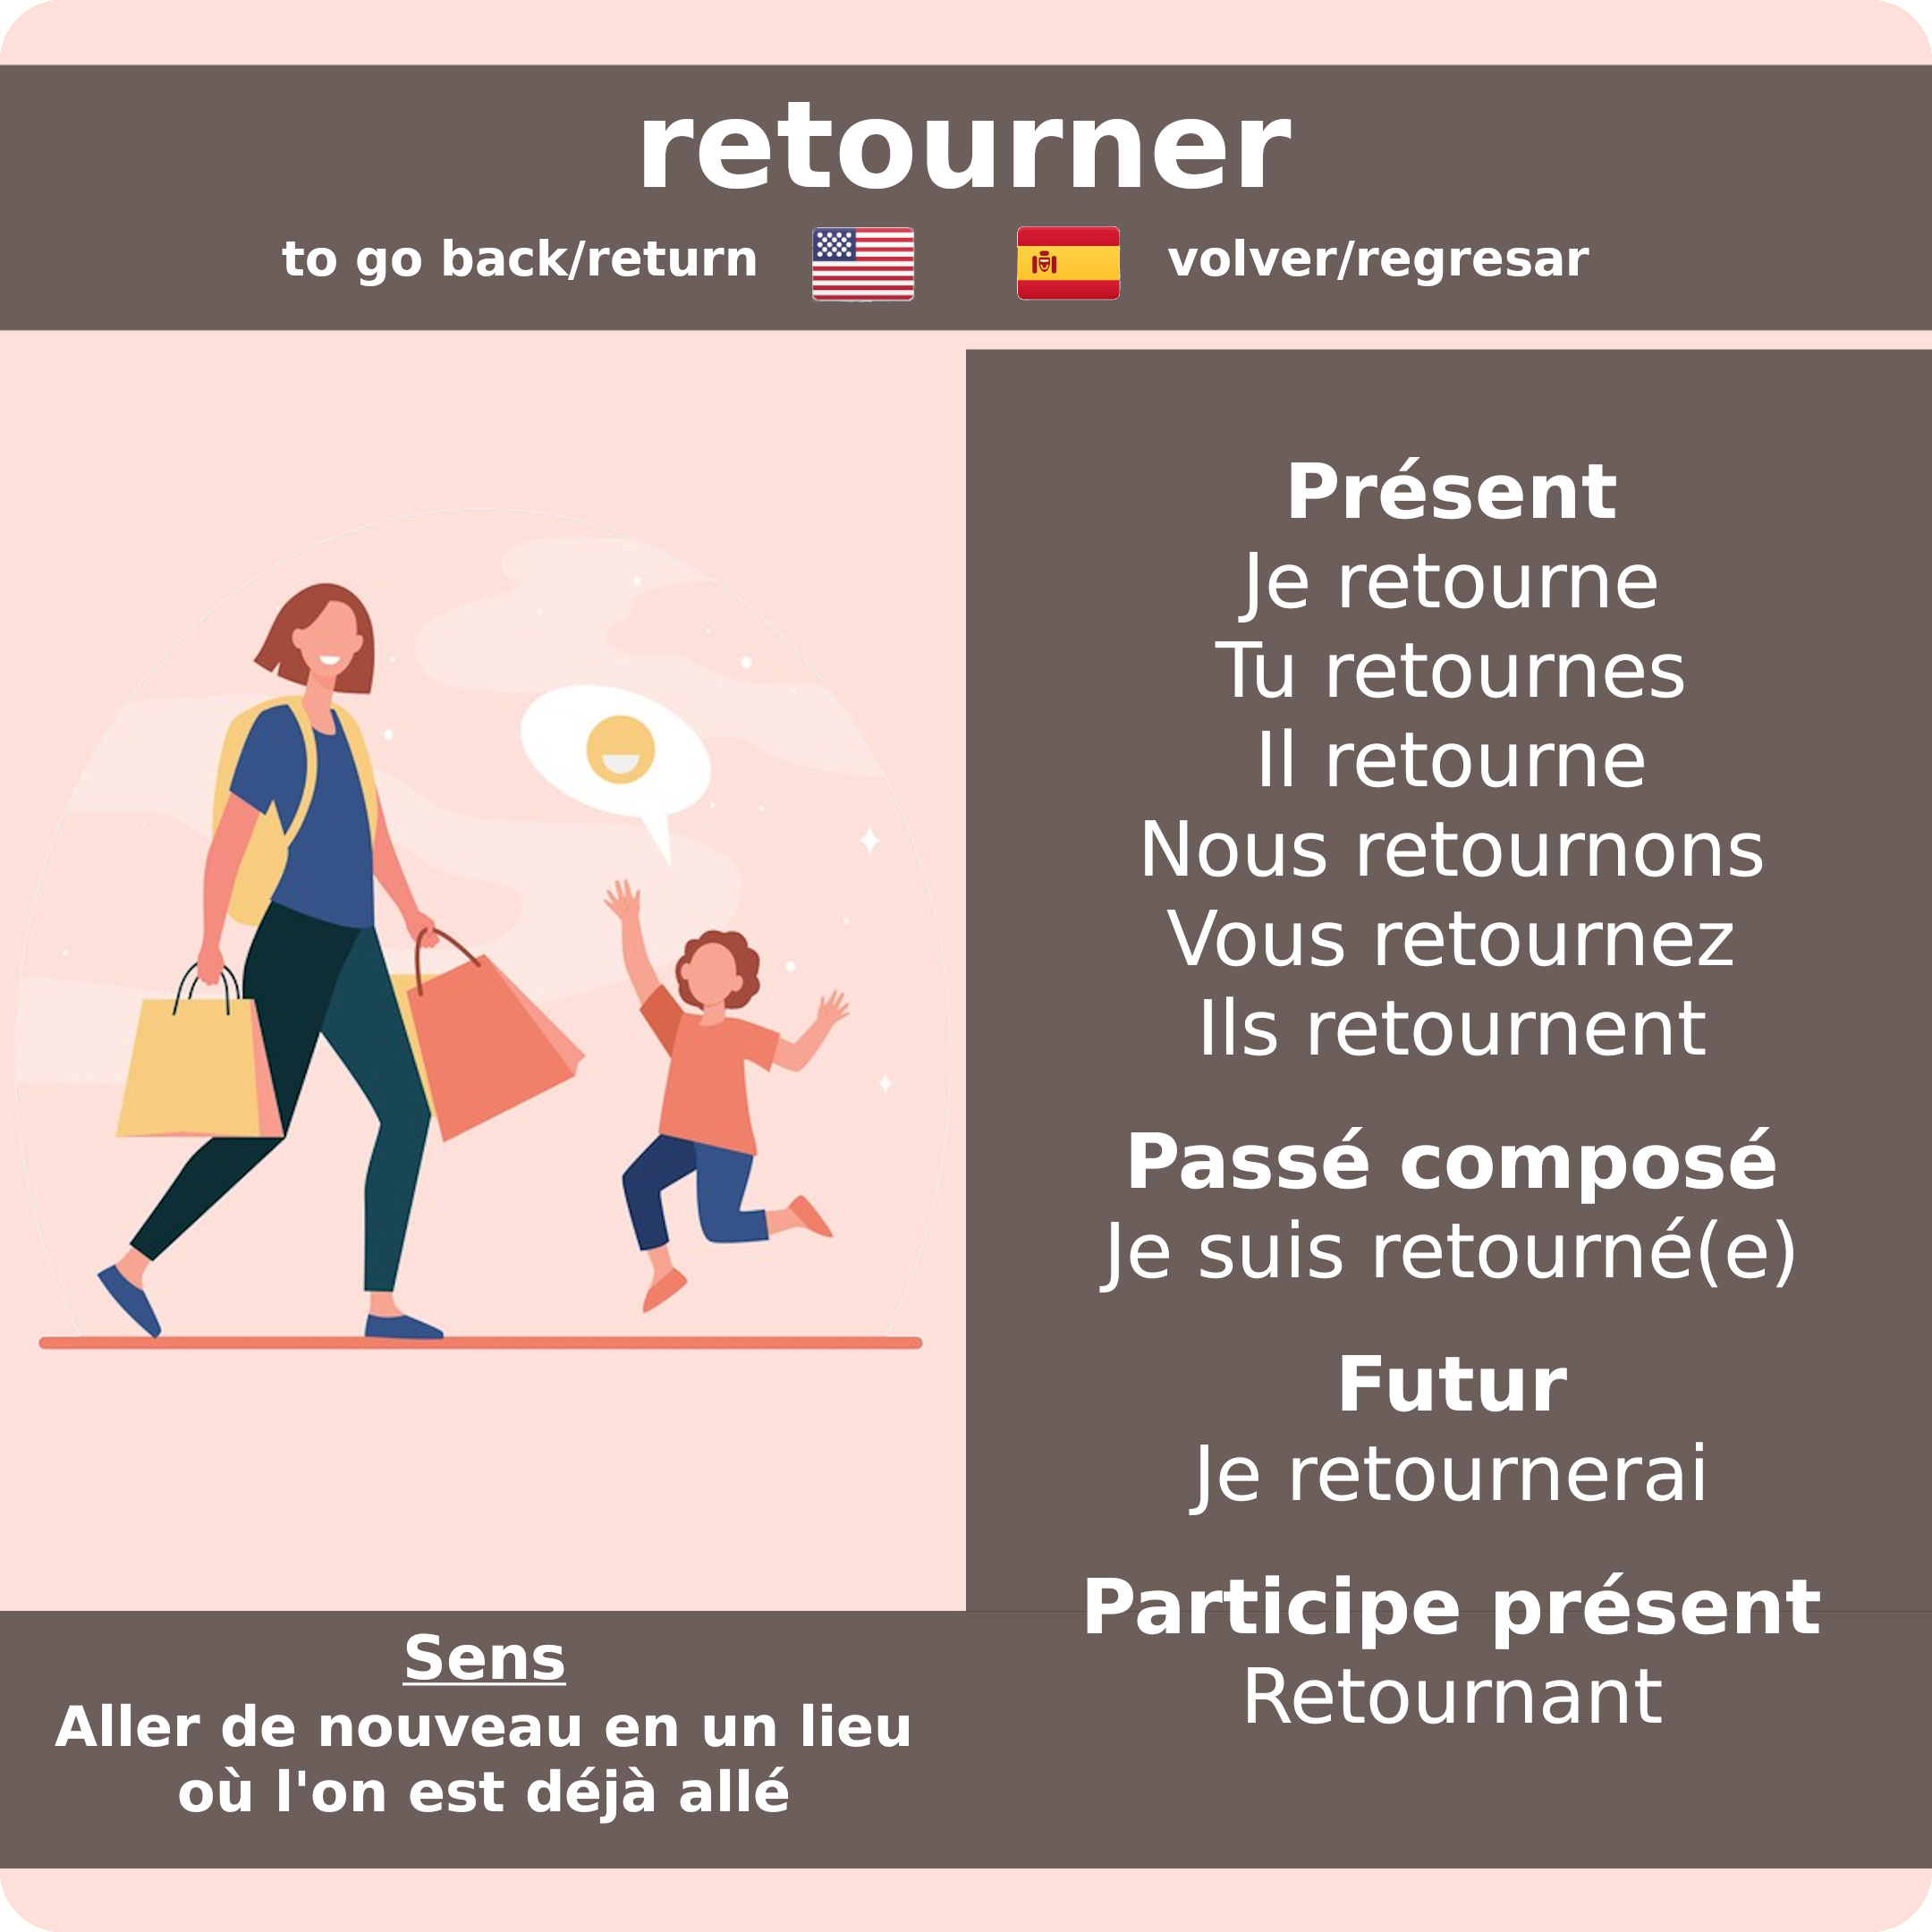 retourner
to go back/return
volver/regresar
Présent
Je retourne
Tu retournes
Il retourne
Nous retournons
Vous retournez
Ils retournent
Passé composé
Je suis retourné(e)
Futur
Je retournerai
Participe présent
Retournant
Sens
Aller de nouveau en un lieu
où l'on est déjà allé